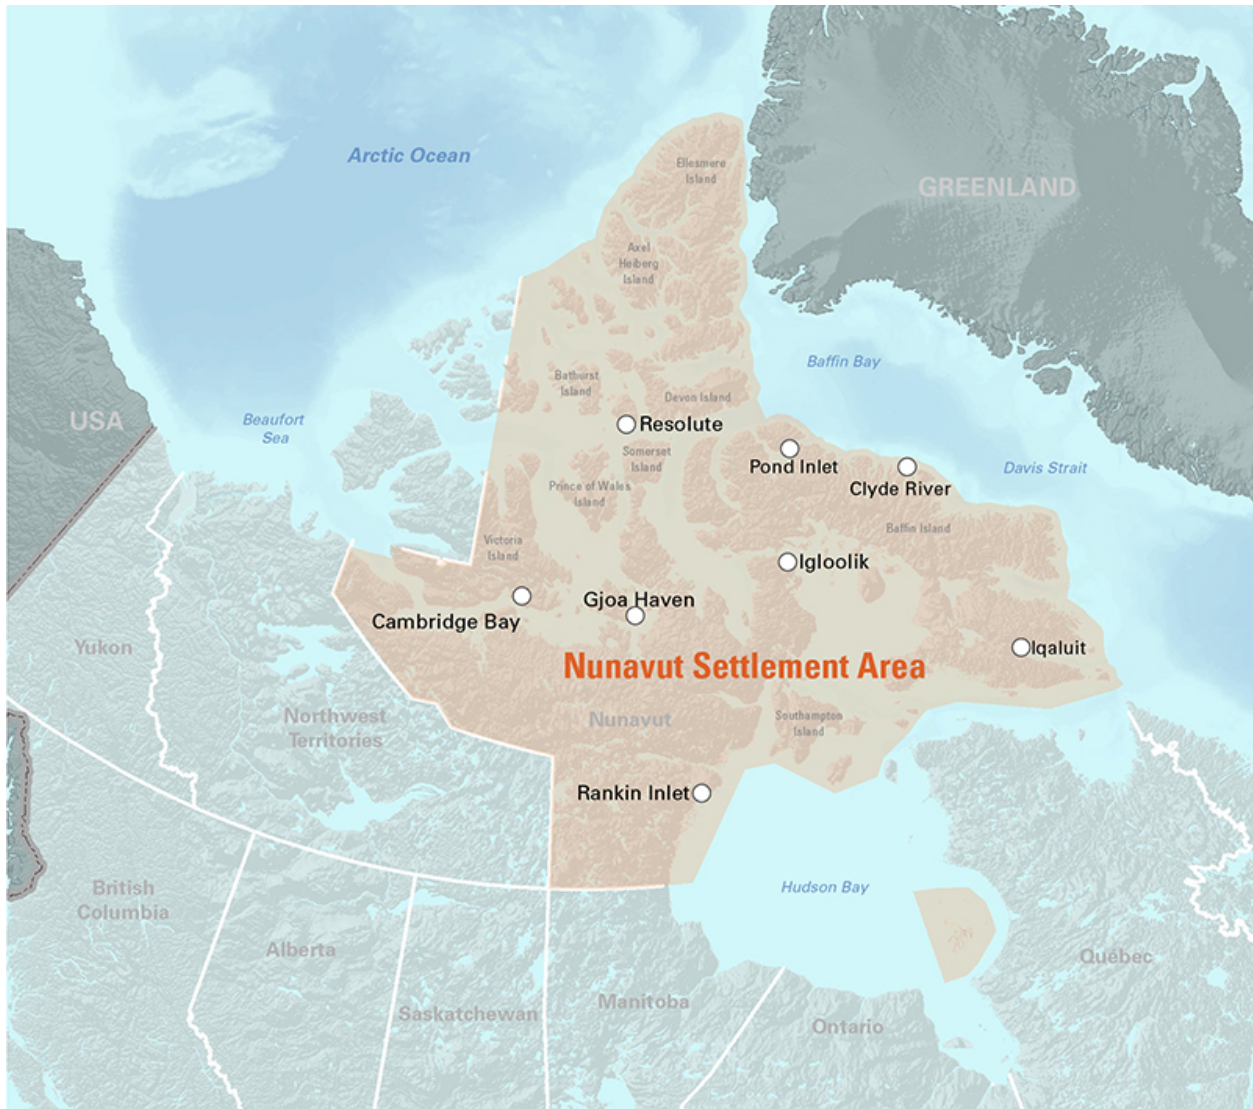 Arctic Ocean
Ellesmere
Island
GREENLAND
Axel
Heiberg
Island
Baffin Bay
Bathurst
Island
Devon Island
USA
Beaufort
Sea
Resolute
Somerset
Island
Pond Inlet
Davis Strait
Clyde River
Prince of Wales
Island
Baffin Island
Victoria
Island
Igloolik
Gjoa Haven
Cambridge Bay
Yukon
Iqaluit
Nunavut Settlement Area
Northwest
Territories
Nunavut
Southampton
Island
Rankin Inlet
British
Columbia
Hudson Bay
Alberta
Québec
Saskatchewan
Manitoba
Ontario